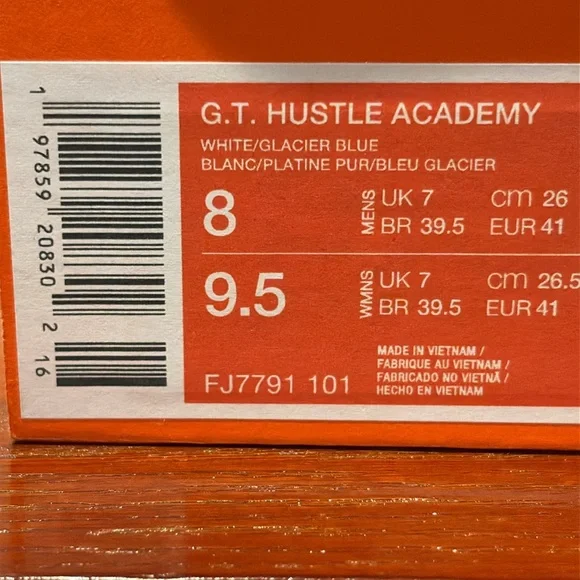 G.T. HUSTLE ACADEMY
WHITE/GLACIER BLUE
BLANC/PLATINE PUR/BLEU GLACIER
8 MENS UK 7 cm 26
BR 39.5 EUR 41
9.5 WMNS UK 7 cm 26.5
BR 39.5 EUR 41
FJ7791 101
MADE IN VIETNAM /
FABRIQUE AU VIETNAM /
FABRICADO NO VIETNÃ /
HECHO EN VIETNAM
1 97859 20830 2 16